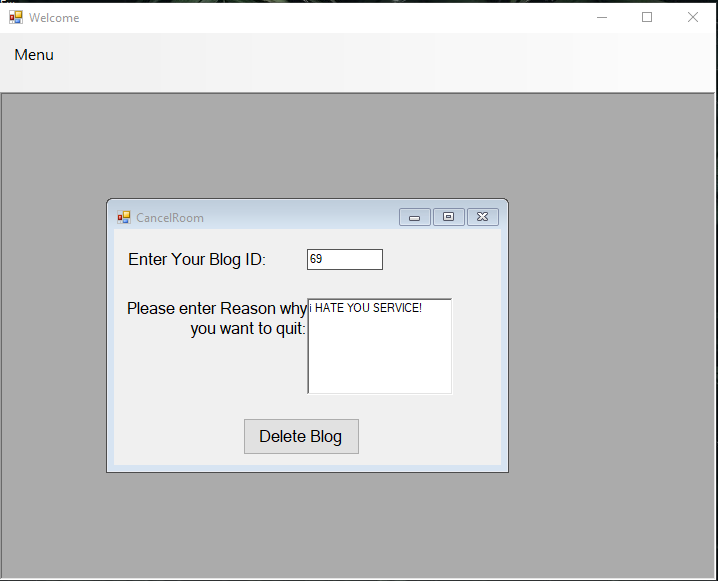 Welcome
Menu
CancelRoom
Enter Your Blog ID:
69
Please enter Reason why
you want to quit:
i HATE YOU SERVICE!
Delete Blog